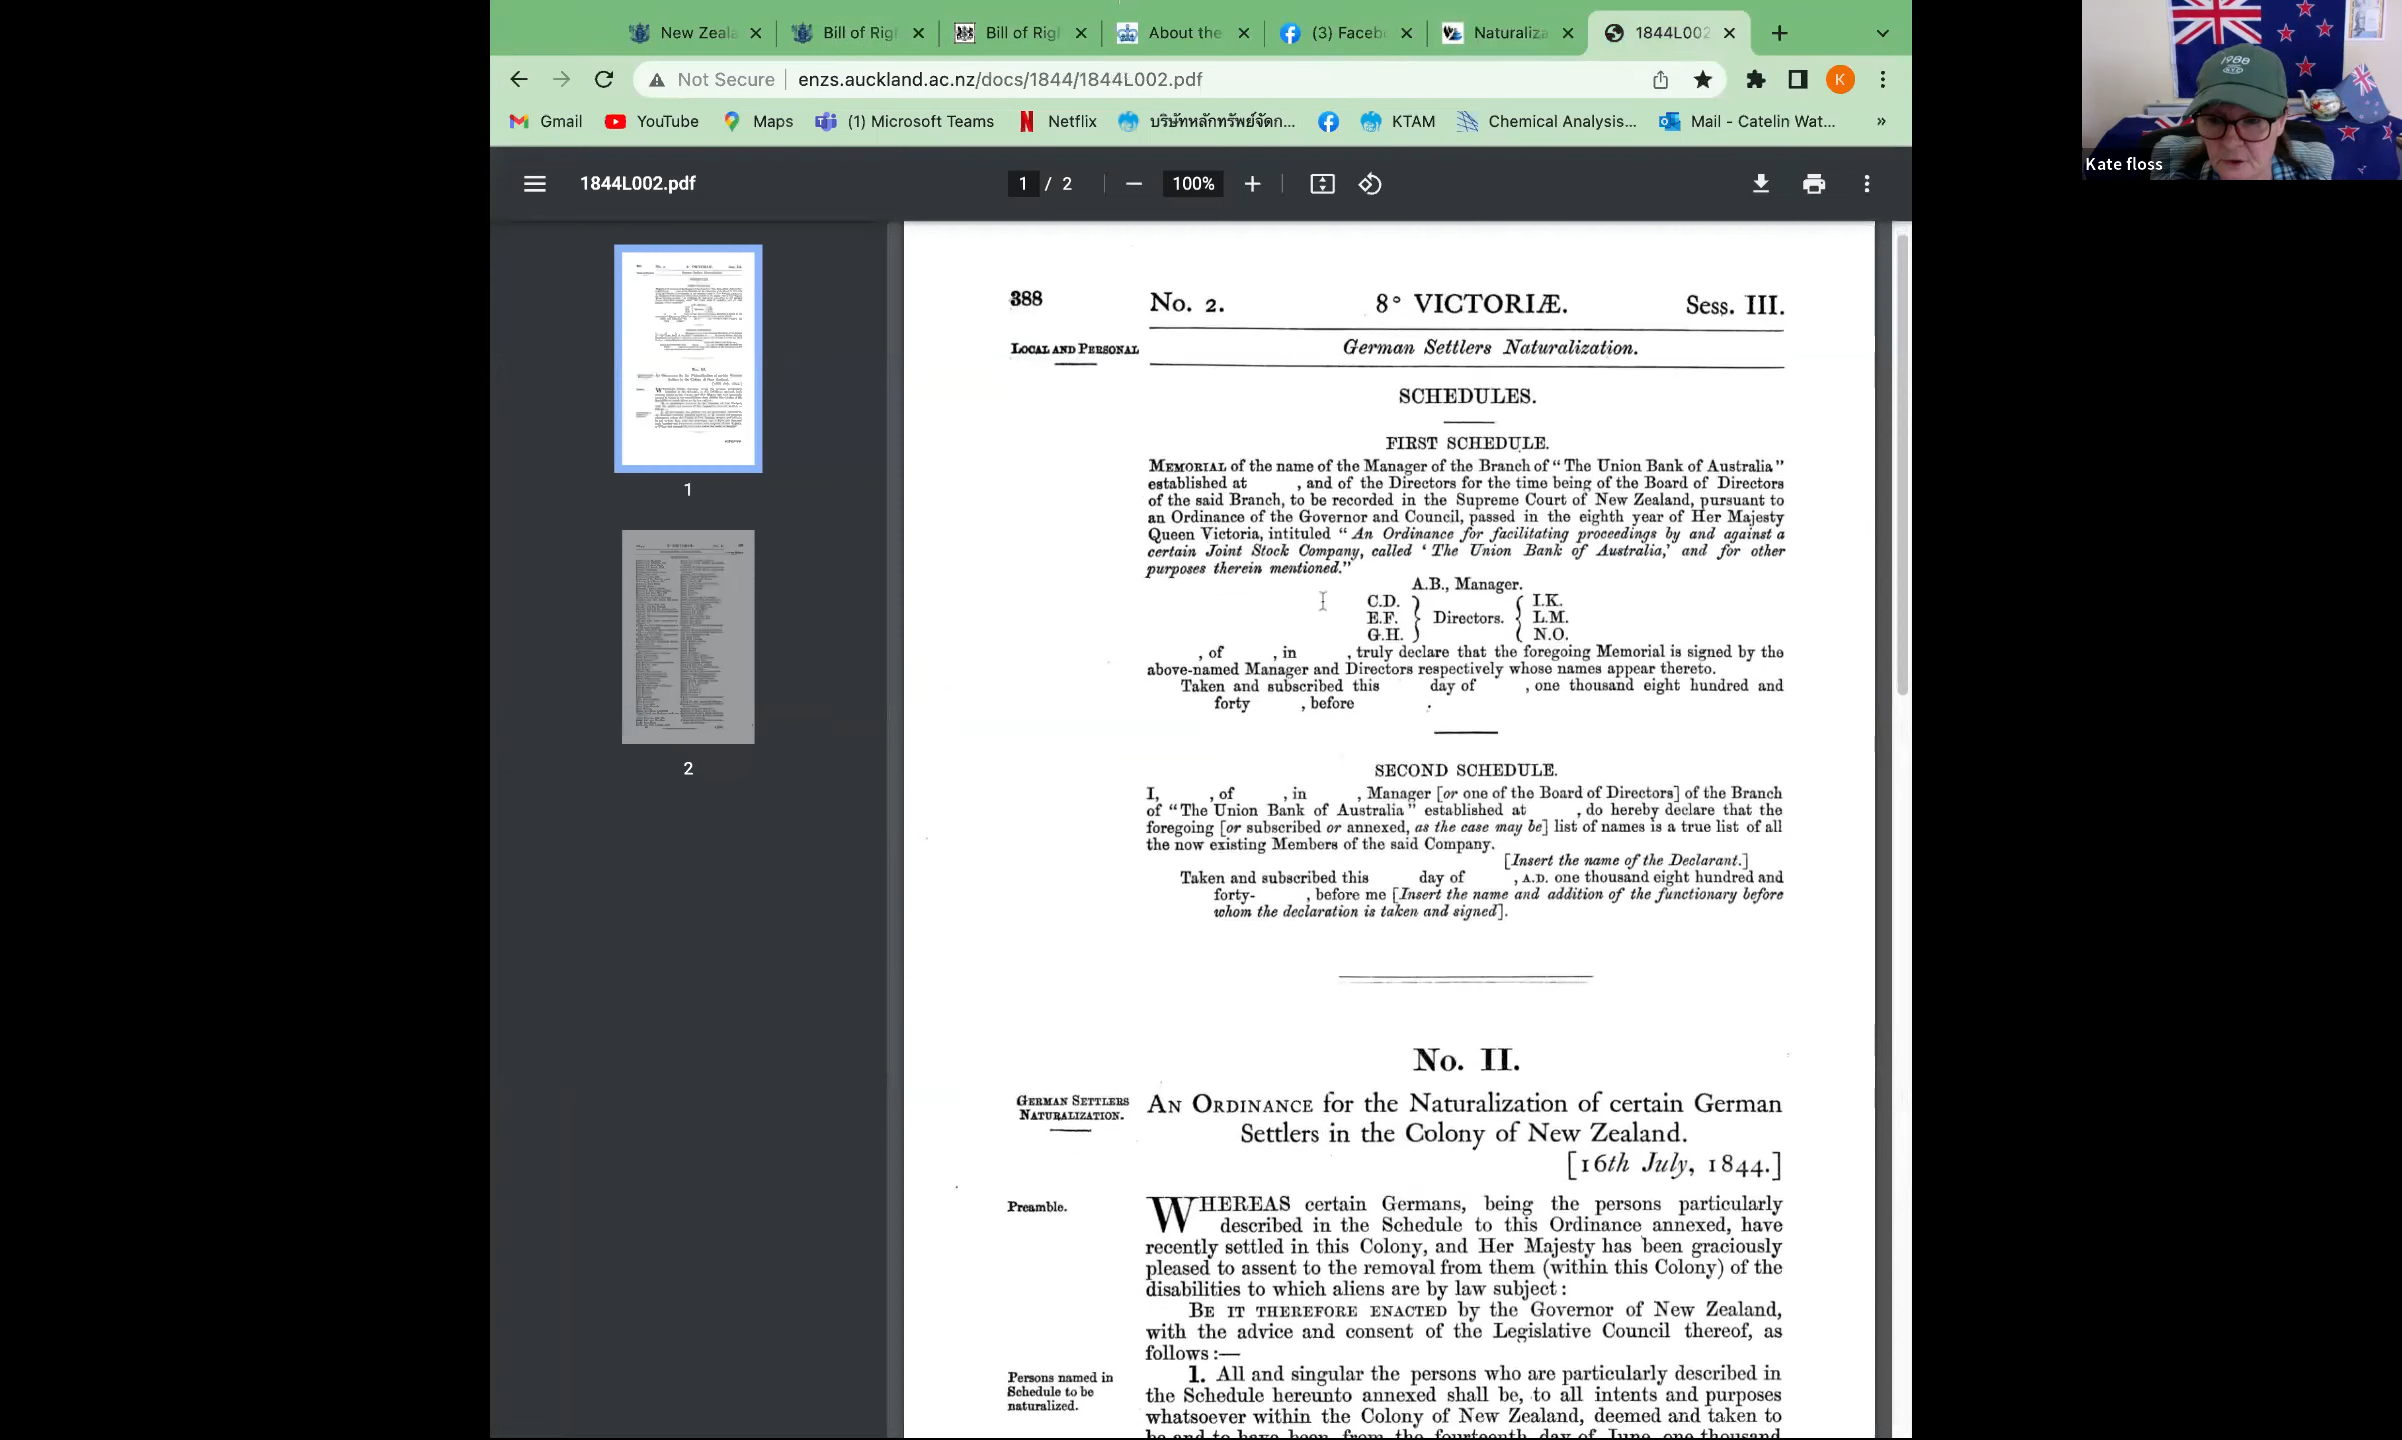 New Zeala
Bill of Rig
Bill of Rig
About the
(3) Faceb
Naturaliza
1844L002
Not Secure
enzs.auckland.ac.nz/docs/1844/1844L002.pdf
K
Gmail
YouTube
Maps
(1) Microsoft Teams
Netflix
บริษัทหลักทรัพย์จัดก...
KTAM
Chemical Analysis...
Mail - Catelin Wat...
»
1844L002.pdf
1 / 2
100%
1
2
1988
Kate floss
388 No. 2. 8° VICTORIÆ. Sess. III.
LOCAL AND PERSONAL German Settlers Naturalization.
SCHEDULES.
FIRST SCHEDULE.
MEMORIAL of the name of the Manager of the Branch of “The Union Bank of Australia”
established at , and of the Directors for the time being of the Board of Directors
of the said Branch, to be recorded in the Supreme Court of New Zealand, pursuant to
an Ordinance of the Governor and Council, passed in the eighth year of Her Majesty
Queen Victoria, intituled “An Ordinance for facilitating proceedings by and against a
certain Joint Stock Company, called ‘The Union Bank of Australia,’ and for other
purposes therein mentioned.”
A.B., Manager.
C.D. I.K.
E.F. } Directors. { L.M.
G.H. N.O.
, of , in , truly declare that the foregoing Memorial is signed by the
above-named Manager and Directors respectively whose names appear thereto.
Taken and subscribed this day of , one thousand eight hundred and
forty , before .
SECOND SCHEDULE.
I, , of , in , Manager [or one of the Board of Directors] of the Branch
of “The Union Bank of Australia” established at , do hereby declare that the
foregoing [or subscribed or annexed, as the case may be] list of names is a true list of all
the now existing Members of the said Company.
[Insert the name of the Declarant.]
Taken and subscribed this day of , A.D. one thousand eight hundred and
forty- , before me [Insert the name and addition of the functionary before
whom the declaration is taken and signed].
No. II.
GERMAN SETTLERS
NATURALIZATION.
AN ORDINANCE for the Naturalization of certain German
Settlers in the Colony of New Zealand.
[16th July, 1844.]
Preamble.
WHEREAS certain Germans, being the persons particularly
described in the Schedule to this Ordinance annexed, have
recently settled in this Colony, and Her Majesty has been graciously
pleased to assent to the removal from them (within this Colony) of the
disabilities to which aliens are by law subject :
BE IT THEREFORE ENACTED by the Governor of New Zealand,
with the advice and consent of the Legislative Council thereof, as
follows :—
Persons named in
Schedule to be
naturalized.
1. All and singular the persons who are particularly described in
the Schedule hereunto annexed shall be, to all intents and purposes
whatsoever within the Colony of New Zealand, deemed and taken to
be and to have been, from the fourteenth day of June, one thousand